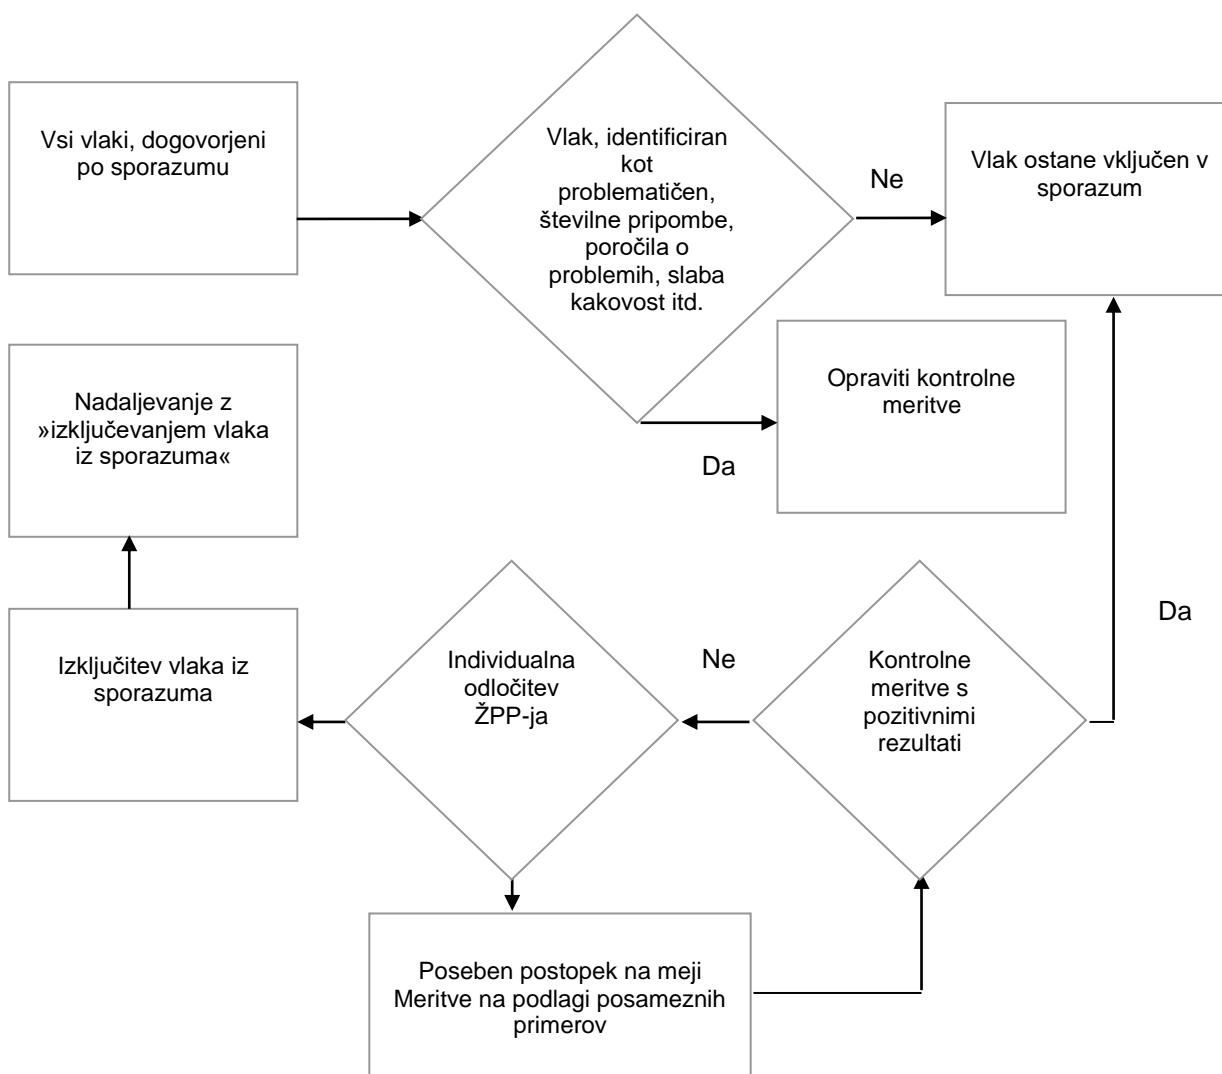 Vsi vlaki, dogovorjeni
po sporazumu
Vlak, identificiran
kot
problematičen,
številne pripombe,
poročila o
problemih, slaba
kakovost itd.
Ne
Vlak ostane vključen v
sporazum
Opraviti kontrolne
meritve
Da
Nadaljevanje z
»izključevanjem vlaka
iz sporazuma«
Izključitev vlaka iz
sporazuma
Individualna
odločitev
ŽPP-ja
Ne
Kontrolne
meritve s
pozitivnimi
rezultati
Da
Poseben postopek na meji
Meritve na podlagi posameznih
primerov